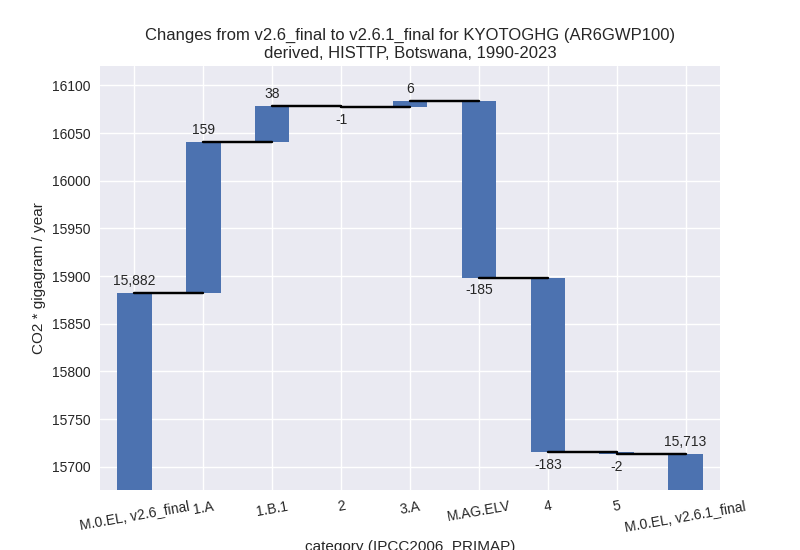 Changes from v2.6_final to v2.6.1_final for KYOTOGHG (AR6GWP100)
derived, HISTTP, Botswana, 1990-2023
CO2 * gigagram / year
16100
16050
16000
15950
15900
15850
15800
15750
15700
15,882
159
38
-1
6
-185
-183
-2
15,713
M.0.EL, v2.6_final
1.A
1.B.1
2
3.A
M.AG.ELV
4
5
M.0.EL, v2.6.1_final
category (IPCC2006_PRIMAP)